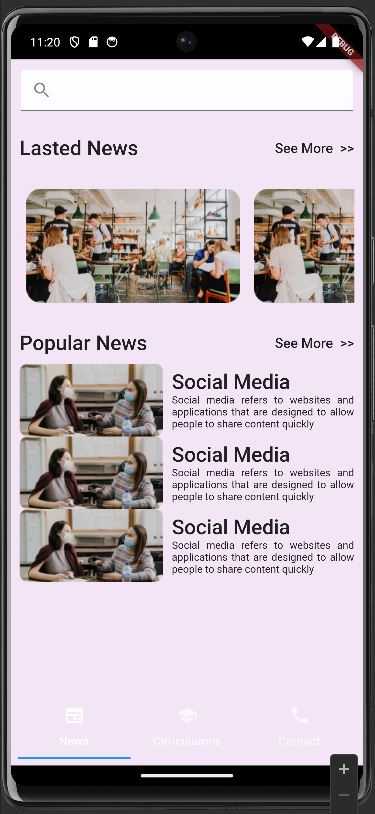 11:20
DEBUG
Lasted News
See More >>
Popular News
See More >>
Social Media
Social media refers to websites and
applications that are designed to allow
people to share content quickly
Social Media
Social media refers to websites and
applications that are designed to allow
people to share content quickly
Social Media
Social media refers to websites and
applications that are designed to allow
people to share content quickly
News
Cirriculumns
Contact